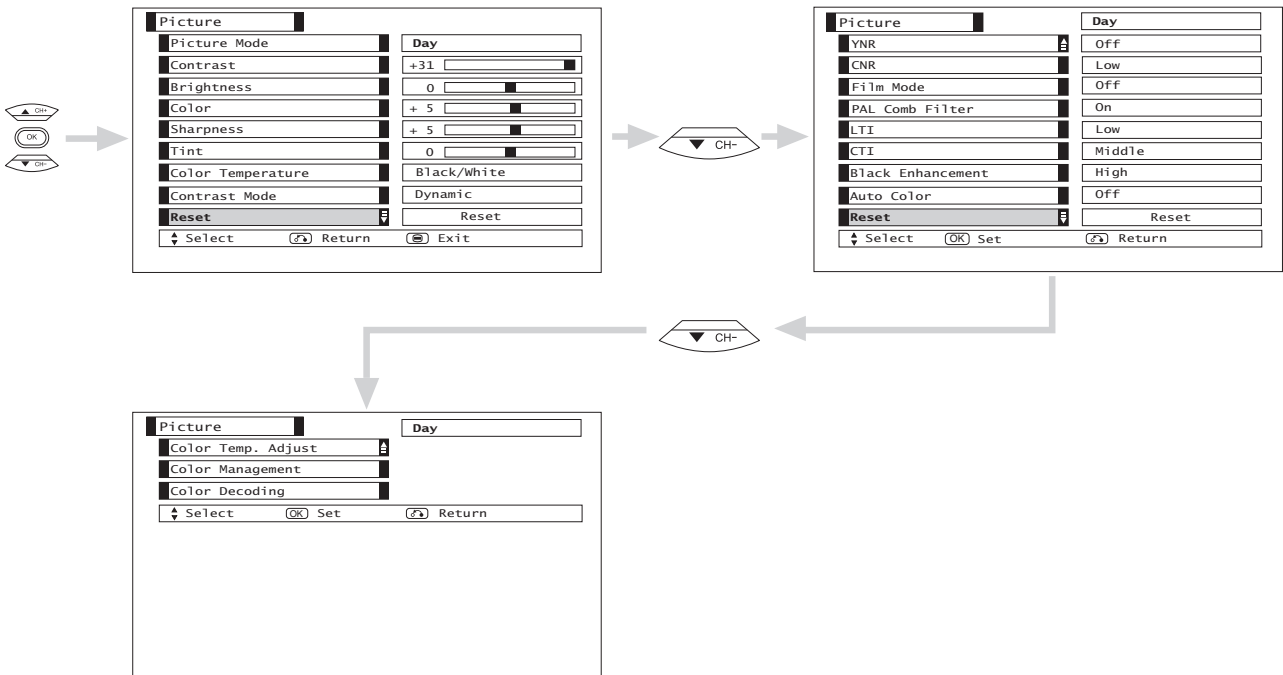 Picture
Picture Mode Day
Contrast +31
Brightness 0
Color + 5
Sharpness + 5
Tint 0
Color Temperature Black/White
Contrast Mode Dynamic
Reset Reset
Select Return Exit
CH+
OK
CH-
CH-
Picture Day
YNR Off
CNR Low
Film Mode Off
PAL Comb Filter On
LTI Low
CTI Middle
Black Enhancement High
Auto Color Off
Reset Reset
Select OK Set Return
CH-
Picture Day
Color Temp. Adjust
Color Management
Color Decoding
Select OK Set Return